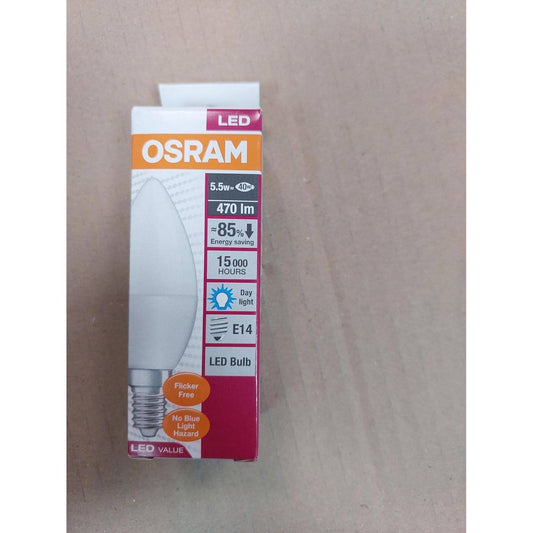 LED
OSRAM
5.5W= 40W
470 lm
≈85%
Energy saving
15 000
HOURS
Day
light
E14
LED Bulb
Flicker
Free
No Blue
Light
Hazard
LED VALUE